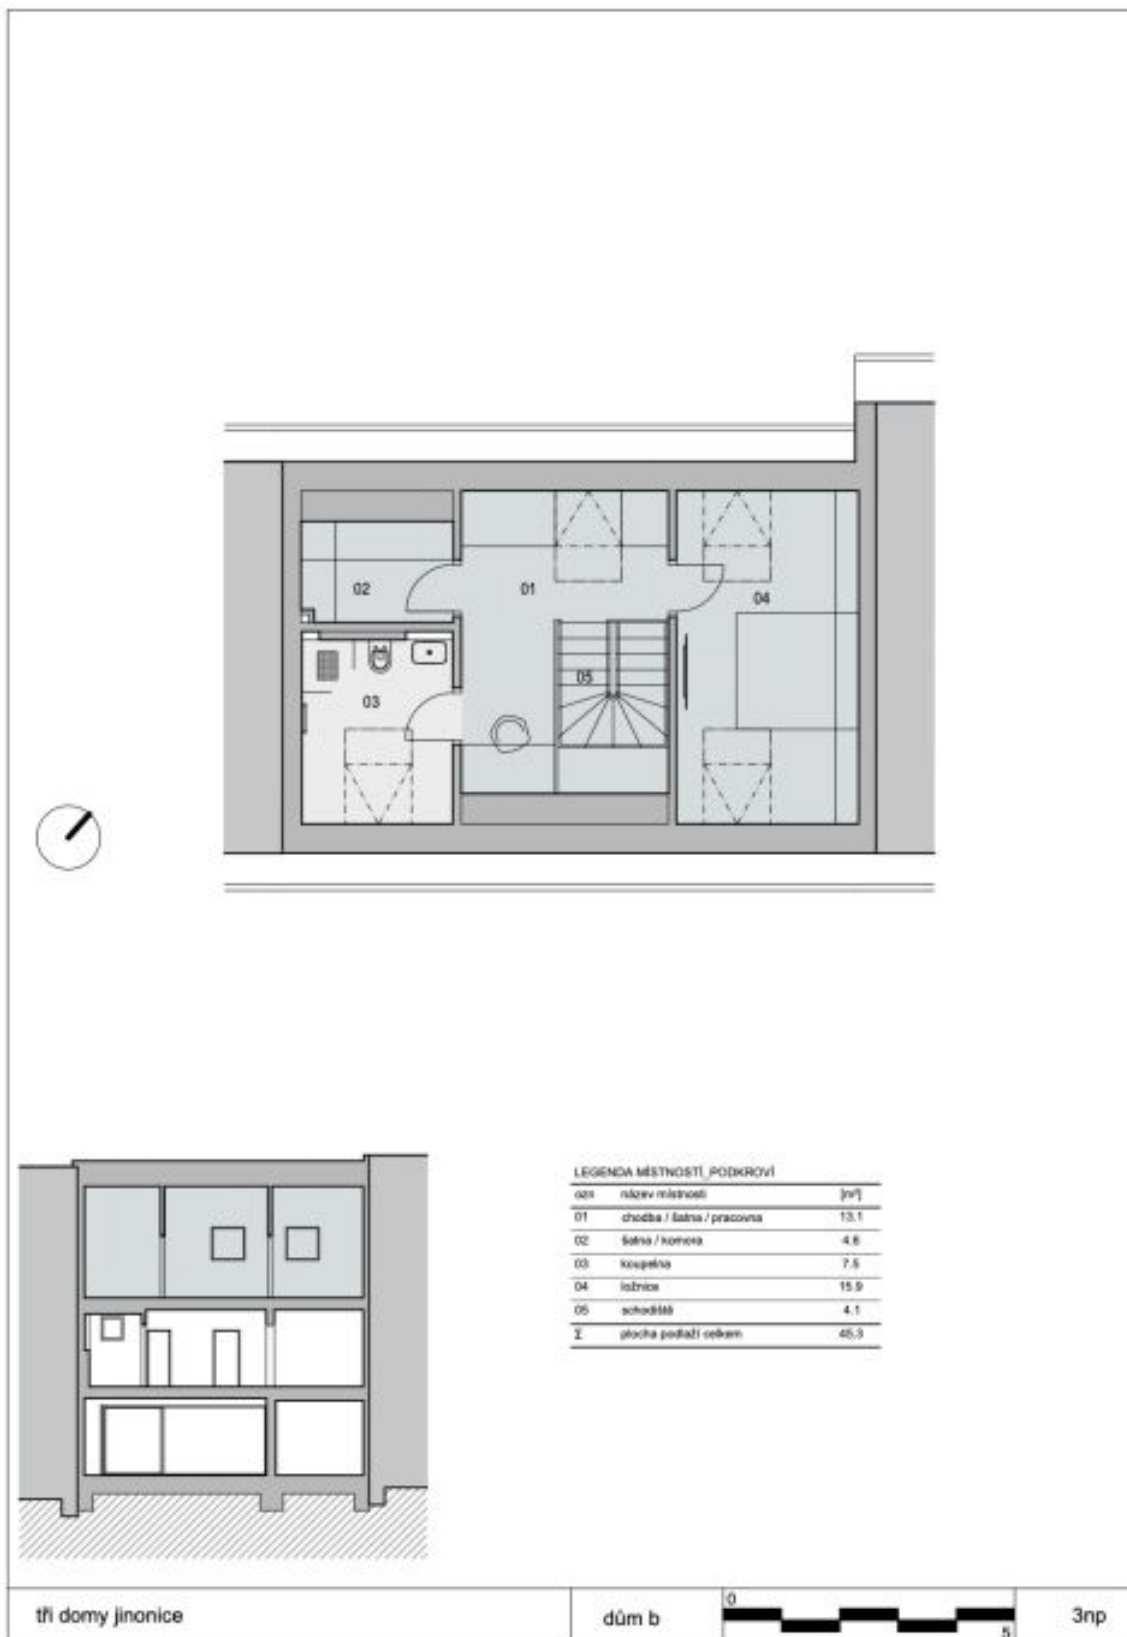 02
01
04
05
03
LEGENDA MÍSTNOSTÍ_PODKROVÍ
ozn název místnosti [m²]
01 chodba / šatna / pracovna 13,1
02 šatna / komora 4,6
03 koupelna 7,5
04 ložnice 15,9
05 schodiště 4,1
Σ plocha podlaží celkem 45,3
tři domy jinonice
dům b
0
5
3np